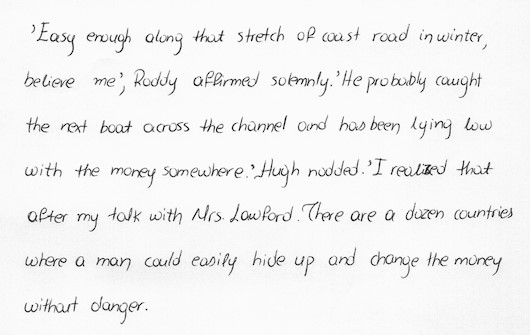 'Easy enough along that stretch of coast road in winter,
believe me', Roddy affirmed solemnly. 'He probably caught
the next boat across the channel and has been lying low
with the money somewhere.' Hugh nodded. 'I realized that
after my talk with Mrs. Lawford. There are a dozen countries
where a man could easily hide up and change the money
without danger.